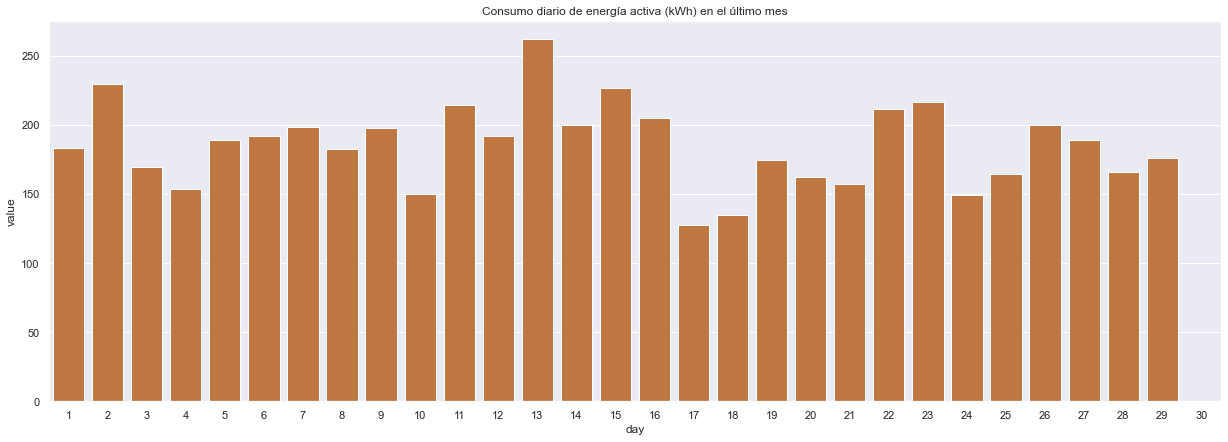 Consumo diario de energía activa (kWh) en el último mes
250
200
150
100
50
0
value
1 2 3 4 5 6 7 8 9 10 11 12 13 14 15 16 17 18 19 20 21 22 23 24 25 26 27 28 29 30
day